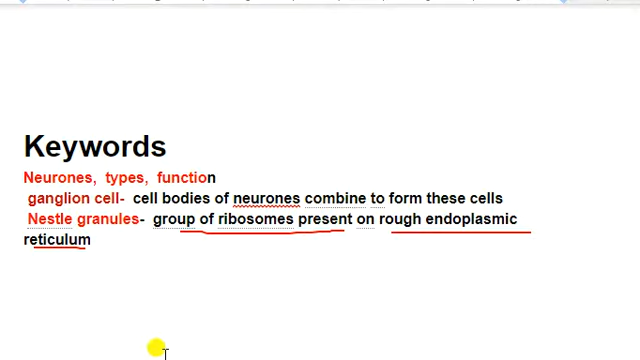 Keywords
Neurones, types, function
ganglion cell- cell bodies of neurones combine to form these cells
Nestle granules- group of ribosomes present on rough endoplasmic
reticulum